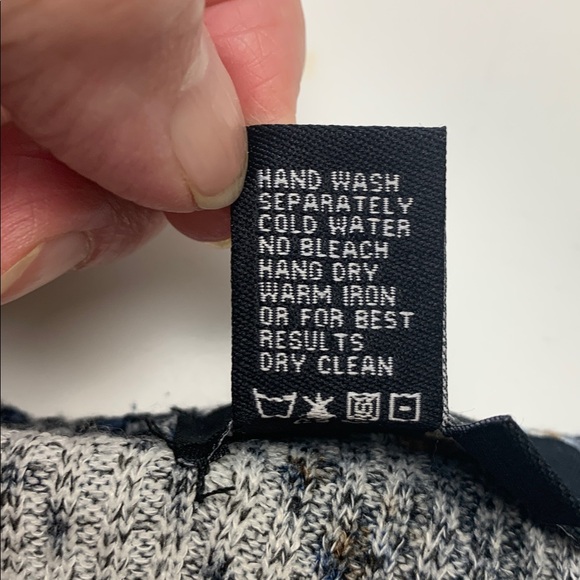 HAND WASH
SEPARATELY
COLD WATER
NO BLEACH
HANG DRY
WARM IRON
OR FOR BEST
RESULTS
DRY CLEAN